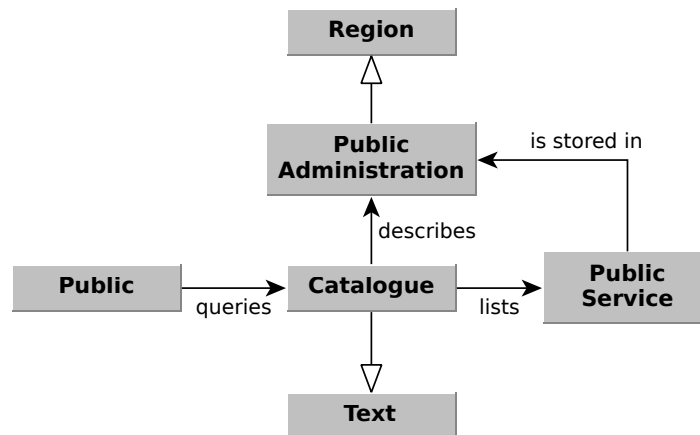 Region
Public
Administration
is stored in
describes
Public
queries
Catalogue
lists
Public
Service
Text